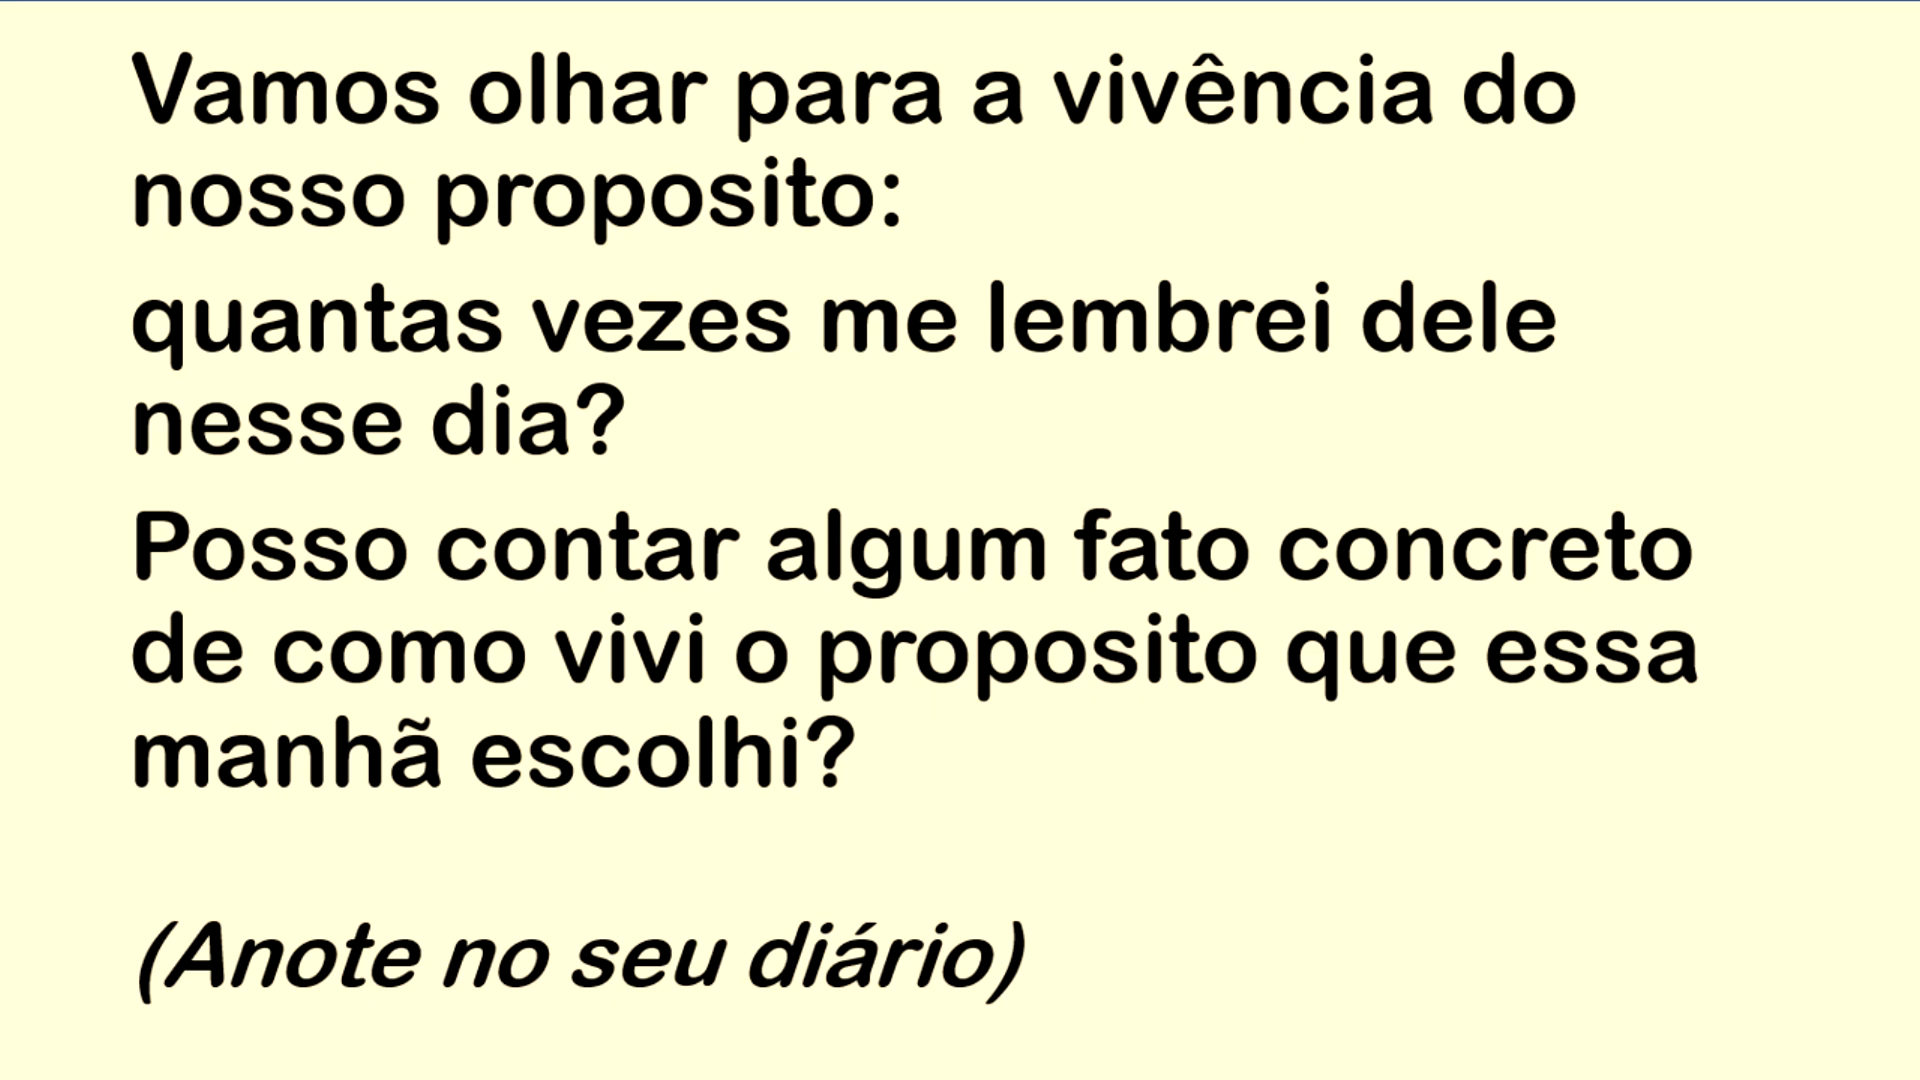 Vamos olhar para a vivência do
nosso proposito:
quantas vezes me lembrei dele
nesse dia?
Posso contar algum fato concreto
de como vivi o proposito que essa
manhã escolhi?
(Anote no seu diário)